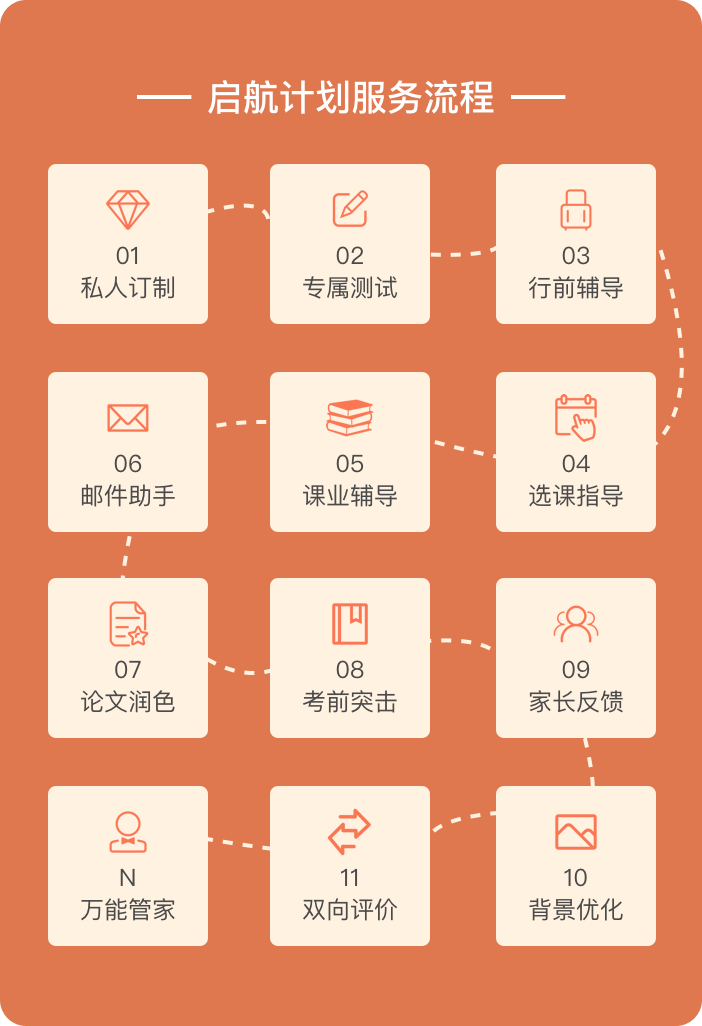 启航计划服务流程
01
私人订制
02
专属测试
03
行前辅导
04
选课指导
05
课业辅导
06
邮件助手
07
论文润色
08
考前突击
09
家长反馈
10
背景优化
11
双向评价
N
万能管家